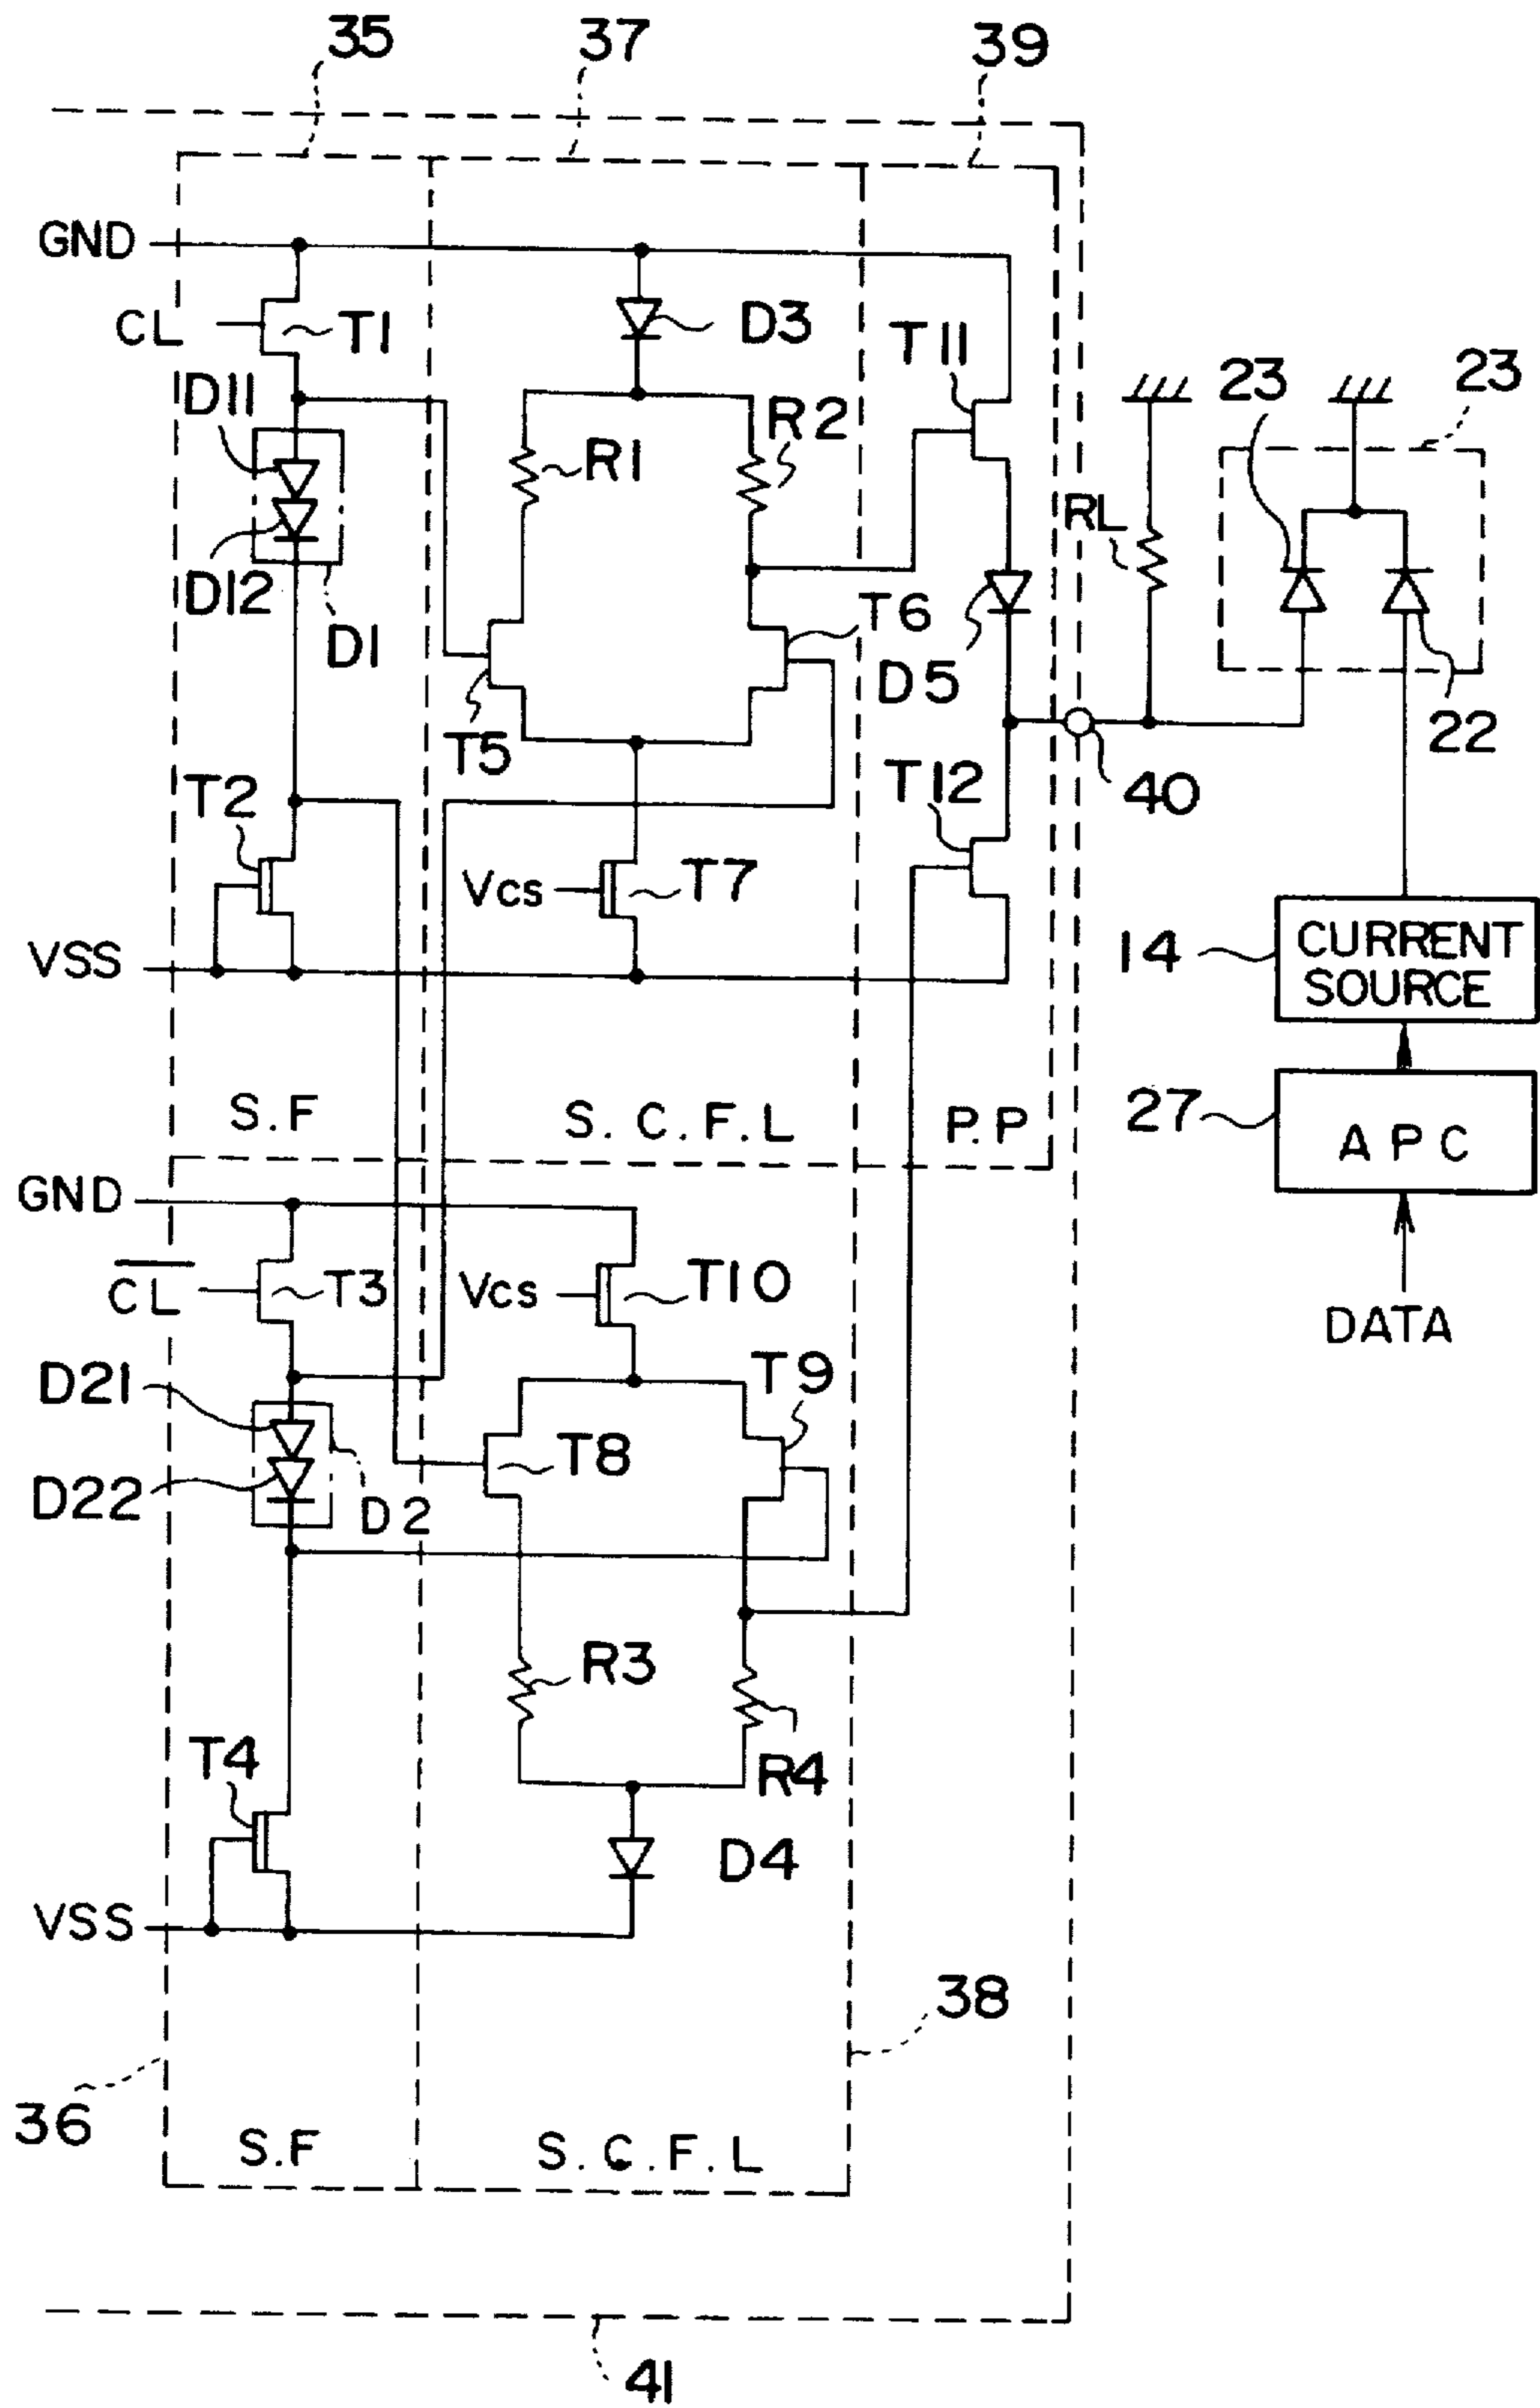 35
37
39
GND
CL
T1
D3
T11
23
23
D11
R1
R2
RL
D12
D1
T6
D5
T5
22
T2
T12
40
Vcs
T7
VSS
14
CURRENT
SOURCE
S.F
S.C.F.L
P.P
27
APC
GND
CL
T3
Vcs
T10
DATA
D21
T9
T8
D22
D2
R3
T4
R4
D4
VSS
38
36
S.F
S.C.F.L
41